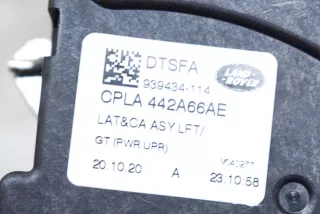 DTSFA
939434-114
LAND ROVER
CPLA 442A66AE
LAT&CA ASY LFT/
GT (PWR UPR)
20.10.20 A 23:10:58